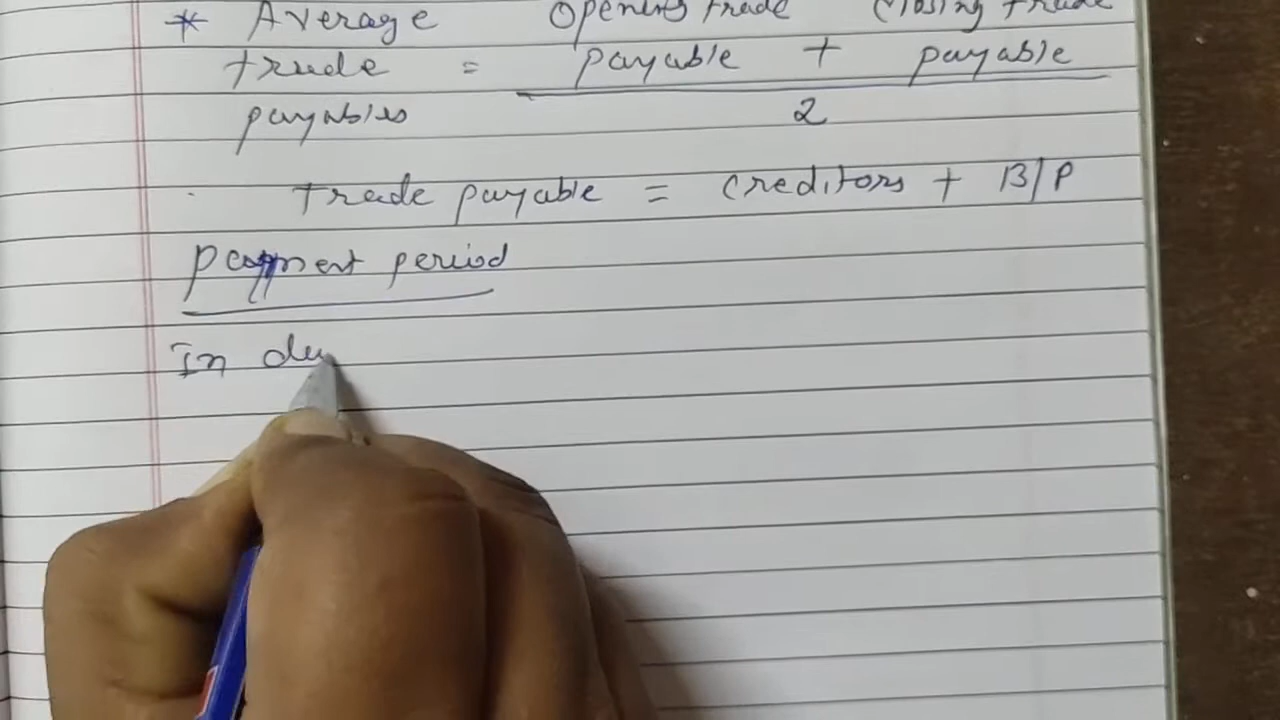 * Average Opening trade Closing trade
trade = payable + payable
payables 2
trade payable = creditors + B/P
payment period
In